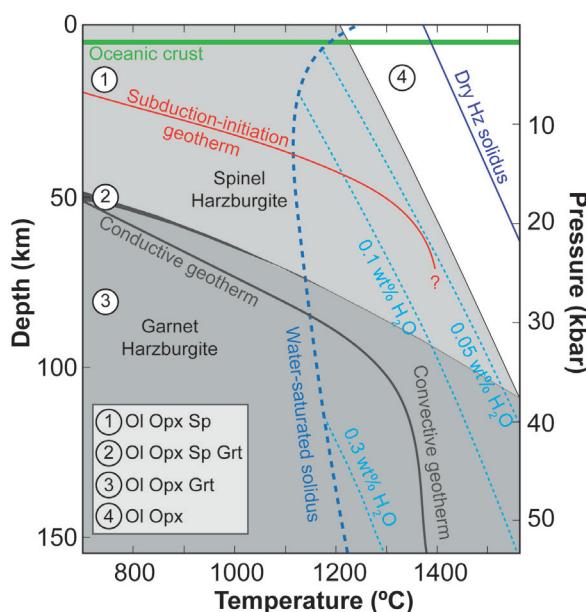 0
50
100
150
Depth (km)
10
20
30
40
50
Pressure (kbar)
800
1000
1200
1400
Temperature (ºC)
Oceanic crust
1
Subduction-initiation
geotherm
Spinel
Harzburgite
2
Conductive geotherm
3
Garnet
Harzburgite
4
Dry Hz solidus
?
0.1 wt% H₂O
0.05 wt% H₂O
0.3 wt% H₂O
Water-saturated solidus
Convective geotherm
1 Ol Opx Sp
2 Ol Opx Sp Grt
3 Ol Opx Grt
4 Ol Opx